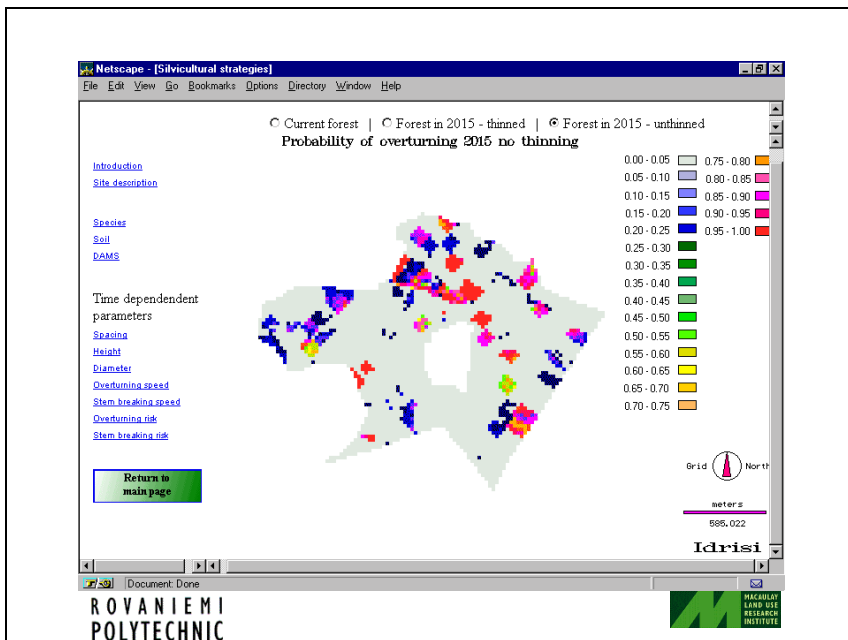 Netscape - [Silvicultural strategies]
File Edit View Go Bookmarks Options Directory Window Help
Current forest | Forest in 2015 - thinned | Forest in 2015 - unthinned
Probability of overturning 2015 no thinning
Introduction
Site description
Species
Soil
DAMS
Time dependendent
parameters
Spacing
Height
Diameter
Overturning speed
Stem breaking speed
Overturning risk
Stem breaking risk
Return to
main page
0.00 - 0.05
0.05 - 0.10
0.10 - 0.15
0.15 - 0.20
0.20 - 0.25
0.25 - 0.30
0.30 - 0.35
0.35 - 0.40
0.40 - 0.45
0.45 - 0.50
0.50 - 0.55
0.55 - 0.60
0.60 - 0.65
0.65 - 0.70
0.70 - 0.75
0.75 - 0.80
0.80 - 0.85
0.85 - 0.90
0.90 - 0.95
0.95 - 1.00
Grid North
meters
585.022
Idrisi
Document: Done
ROVANIEMI
POLYTECHNIC
MACAULAY
LAND USE
RESEARCH
INSTITUTE